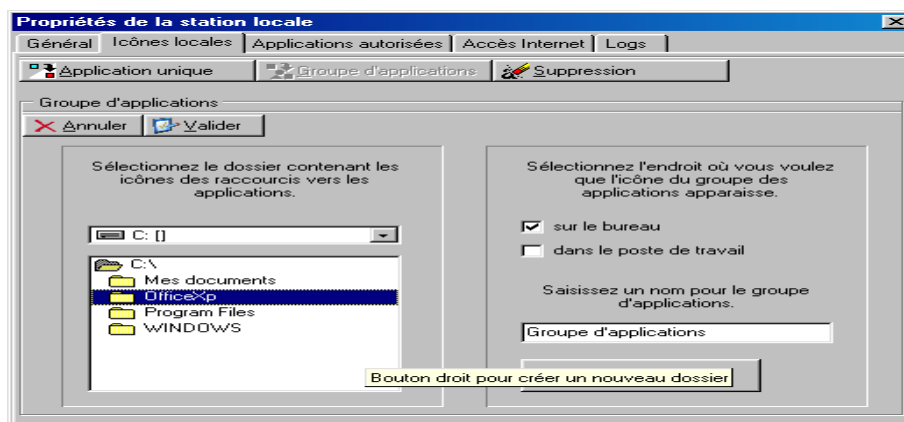 Propriétés de la station locale
Général Icônes locales Applications autorisées Accès Internet Logs
Application unique Groupe d'applications Suppression
Groupe d'applications
Annuler Valider
Sélectionnez le dossier contenant les
icônes des raccourcis vers les
applications.
C: []
C:\
Mes documents
OfficeXp
Program Files
WINDOWS
Sélectionnez l'endroit où vous voulez
que l'icône du groupe des
applications apparaisse.
sur le bureau
dans le poste de travail
Saisissez un nom pour le groupe
d'applications.
Groupe d'applications
Bouton droit pour créer un nouveau dossier